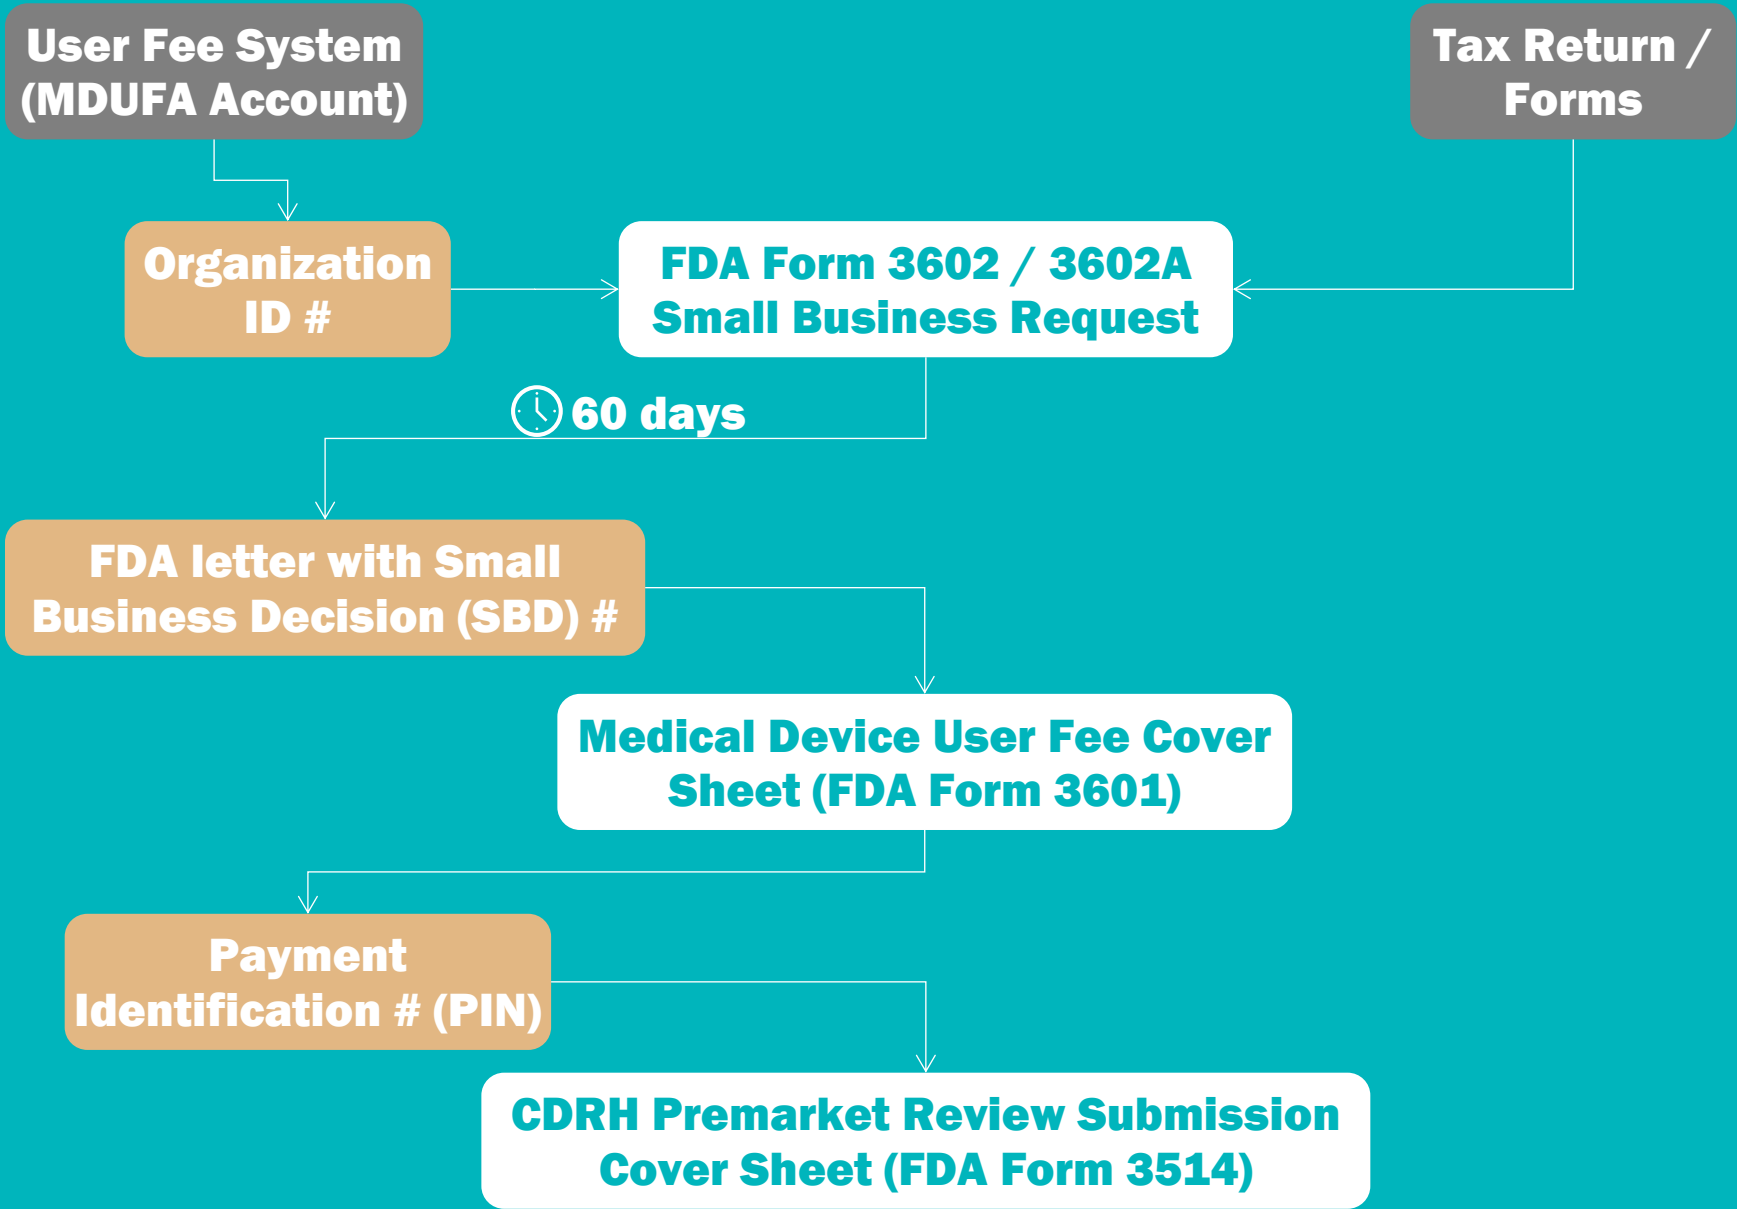 User Fee System
(MDUFA Account)
Tax Return /
Forms
Organization
ID #
FDA Form 3602 / 3602A
Small Business Request
60 days
FDA letter with Small
Business Decision (SBD) #
Medical Device User Fee Cover
Sheet (FDA Form 3601)
Payment
Identification # (PIN)
CDRH Premarket Review Submission
Cover Sheet (FDA Form 3514)